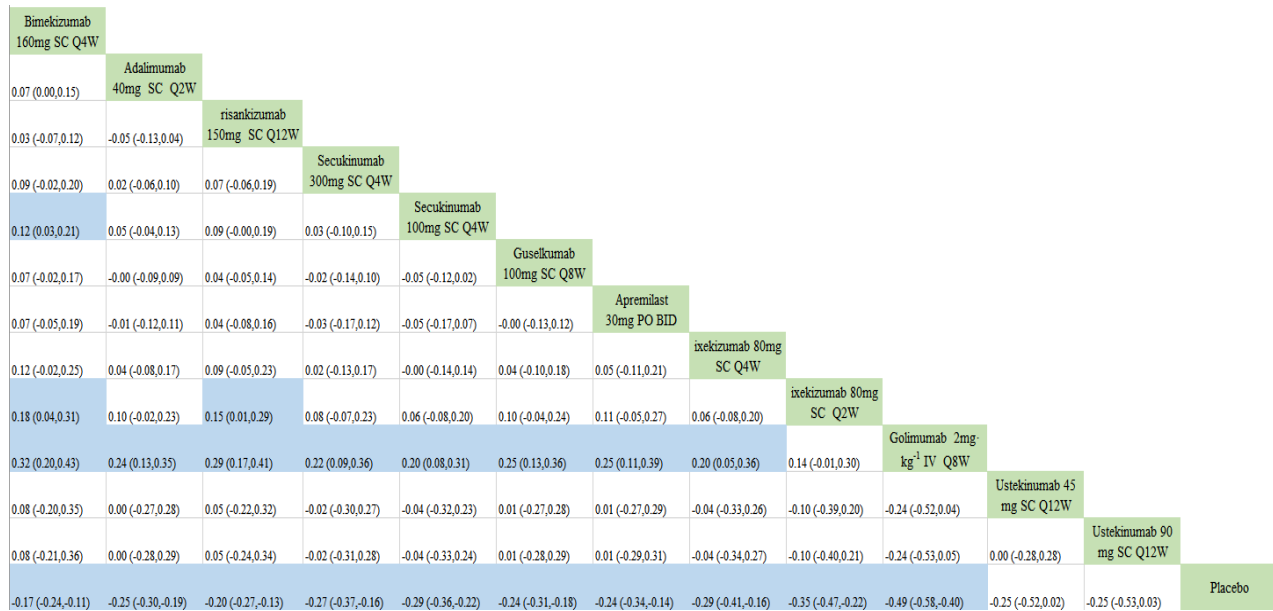 Bimekizumab
160mg SC Q4W
Adalimumab
40mg SC Q2W
0.07 (0.00,0.15)
risankizumab
150mg SC Q12W
0.03 (-0.07,0.12) -0.05 (-0.13,0.04)
Secukinumab
300mg SC Q4W
0.09 (-0.02,0.20) 0.02 (-0.06,0.10) 0.07 (-0.06,0.19)
Secukinumab
100mg SC Q4W
0.12 (0.03,0.21) 0.05 (-0.04,0.13) 0.09 (-0.00,0.19) 0.03 (-0.10,0.15)
Guselkumab
100mg SC Q8W
0.07 (-0.02,0.17) -0.00 (-0.09,0.09) 0.04 (-0.05,0.14) -0.02 (-0.14,0.10) -0.05 (-0.12,0.02)
Apremilast
30mg PO BID
0.07 (-0.05,0.19) -0.01 (-0.12,0.11) 0.04 (-0.08,0.16) -0.03 (-0.17,0.12) -0.05 (-0.17,0.07) -0.00 (-0.13,0.12)
ixekizumab 80mg
SC Q4W
0.12 (-0.02,0.25) 0.04 (-0.08,0.17) 0.09 (-0.05,0.23) 0.02 (-0.13,0.17) -0.00 (-0.14,0.14) 0.04 (-0.10,0.18) 0.05 (-0.11,0.21)
ixekizumab 80mg
SC Q2W
0.18 (0.04,0.31) 0.10 (-0.02,0.23) 0.15 (0.01,0.29) 0.08 (-0.07,0.23) 0.06 (-0.08,0.20) 0.10 (-0.04,0.24) 0.11 (-0.05,0.27) 0.06 (-0.08,0.20)
Golimumab 2mg·
kg-1 IV Q8W
0.32 (0.20,0.43) 0.24 (0.13,0.35) 0.29 (0.17,0.41) 0.22 (0.09,0.36) 0.20 (0.08,0.31) 0.25 (0.13,0.36) 0.25 (0.11,0.39) 0.20 (0.05,0.36) 0.14 (-0.01,0.30)
Ustekinumab 45
mg SC Q12W
0.08 (-0.20,0.35) 0.00 (-0.27,0.28) 0.05 (-0.22,0.32) -0.02 (-0.30,0.27) -0.04 (-0.32,0.23) 0.01 (-0.27,0.28) 0.01 (-0.27,0.29) -0.04 (-0.33,0.26) -0.10 (-0.39,0.20) -0.24 (-0.52,0.04)
Ustekinumab 90
mg SC Q12W
0.08 (-0.21,0.36) 0.00 (-0.28,0.29) 0.05 (-0.24,0.34) -0.02 (-0.31,0.28) -0.04 (-0.33,0.24) 0.01 (-0.28,0.29) 0.01 (-0.29,0.31) -0.04 (-0.34,0.27) -0.10 (-0.40,0.21) -0.24 (-0.53,0.05) 0.00 (-0.28,0.28)
Placebo
-0.17 (-0.24,-0.11) -0.25 (-0.30,-0.19) -0.20 (-0.27,-0.13) -0.27 (-0.37,-0.16) -0.29 (-0.36,-0.22) -0.24 (-0.31,-0.18) -0.24 (-0.34,-0.14) -0.29 (-0.41,-0.16) -0.35 (-0.47,-0.22) -0.49 (-0.58,-0.40) -0.25 (-0.52,0.02) -0.25 (-0.53,0.03)